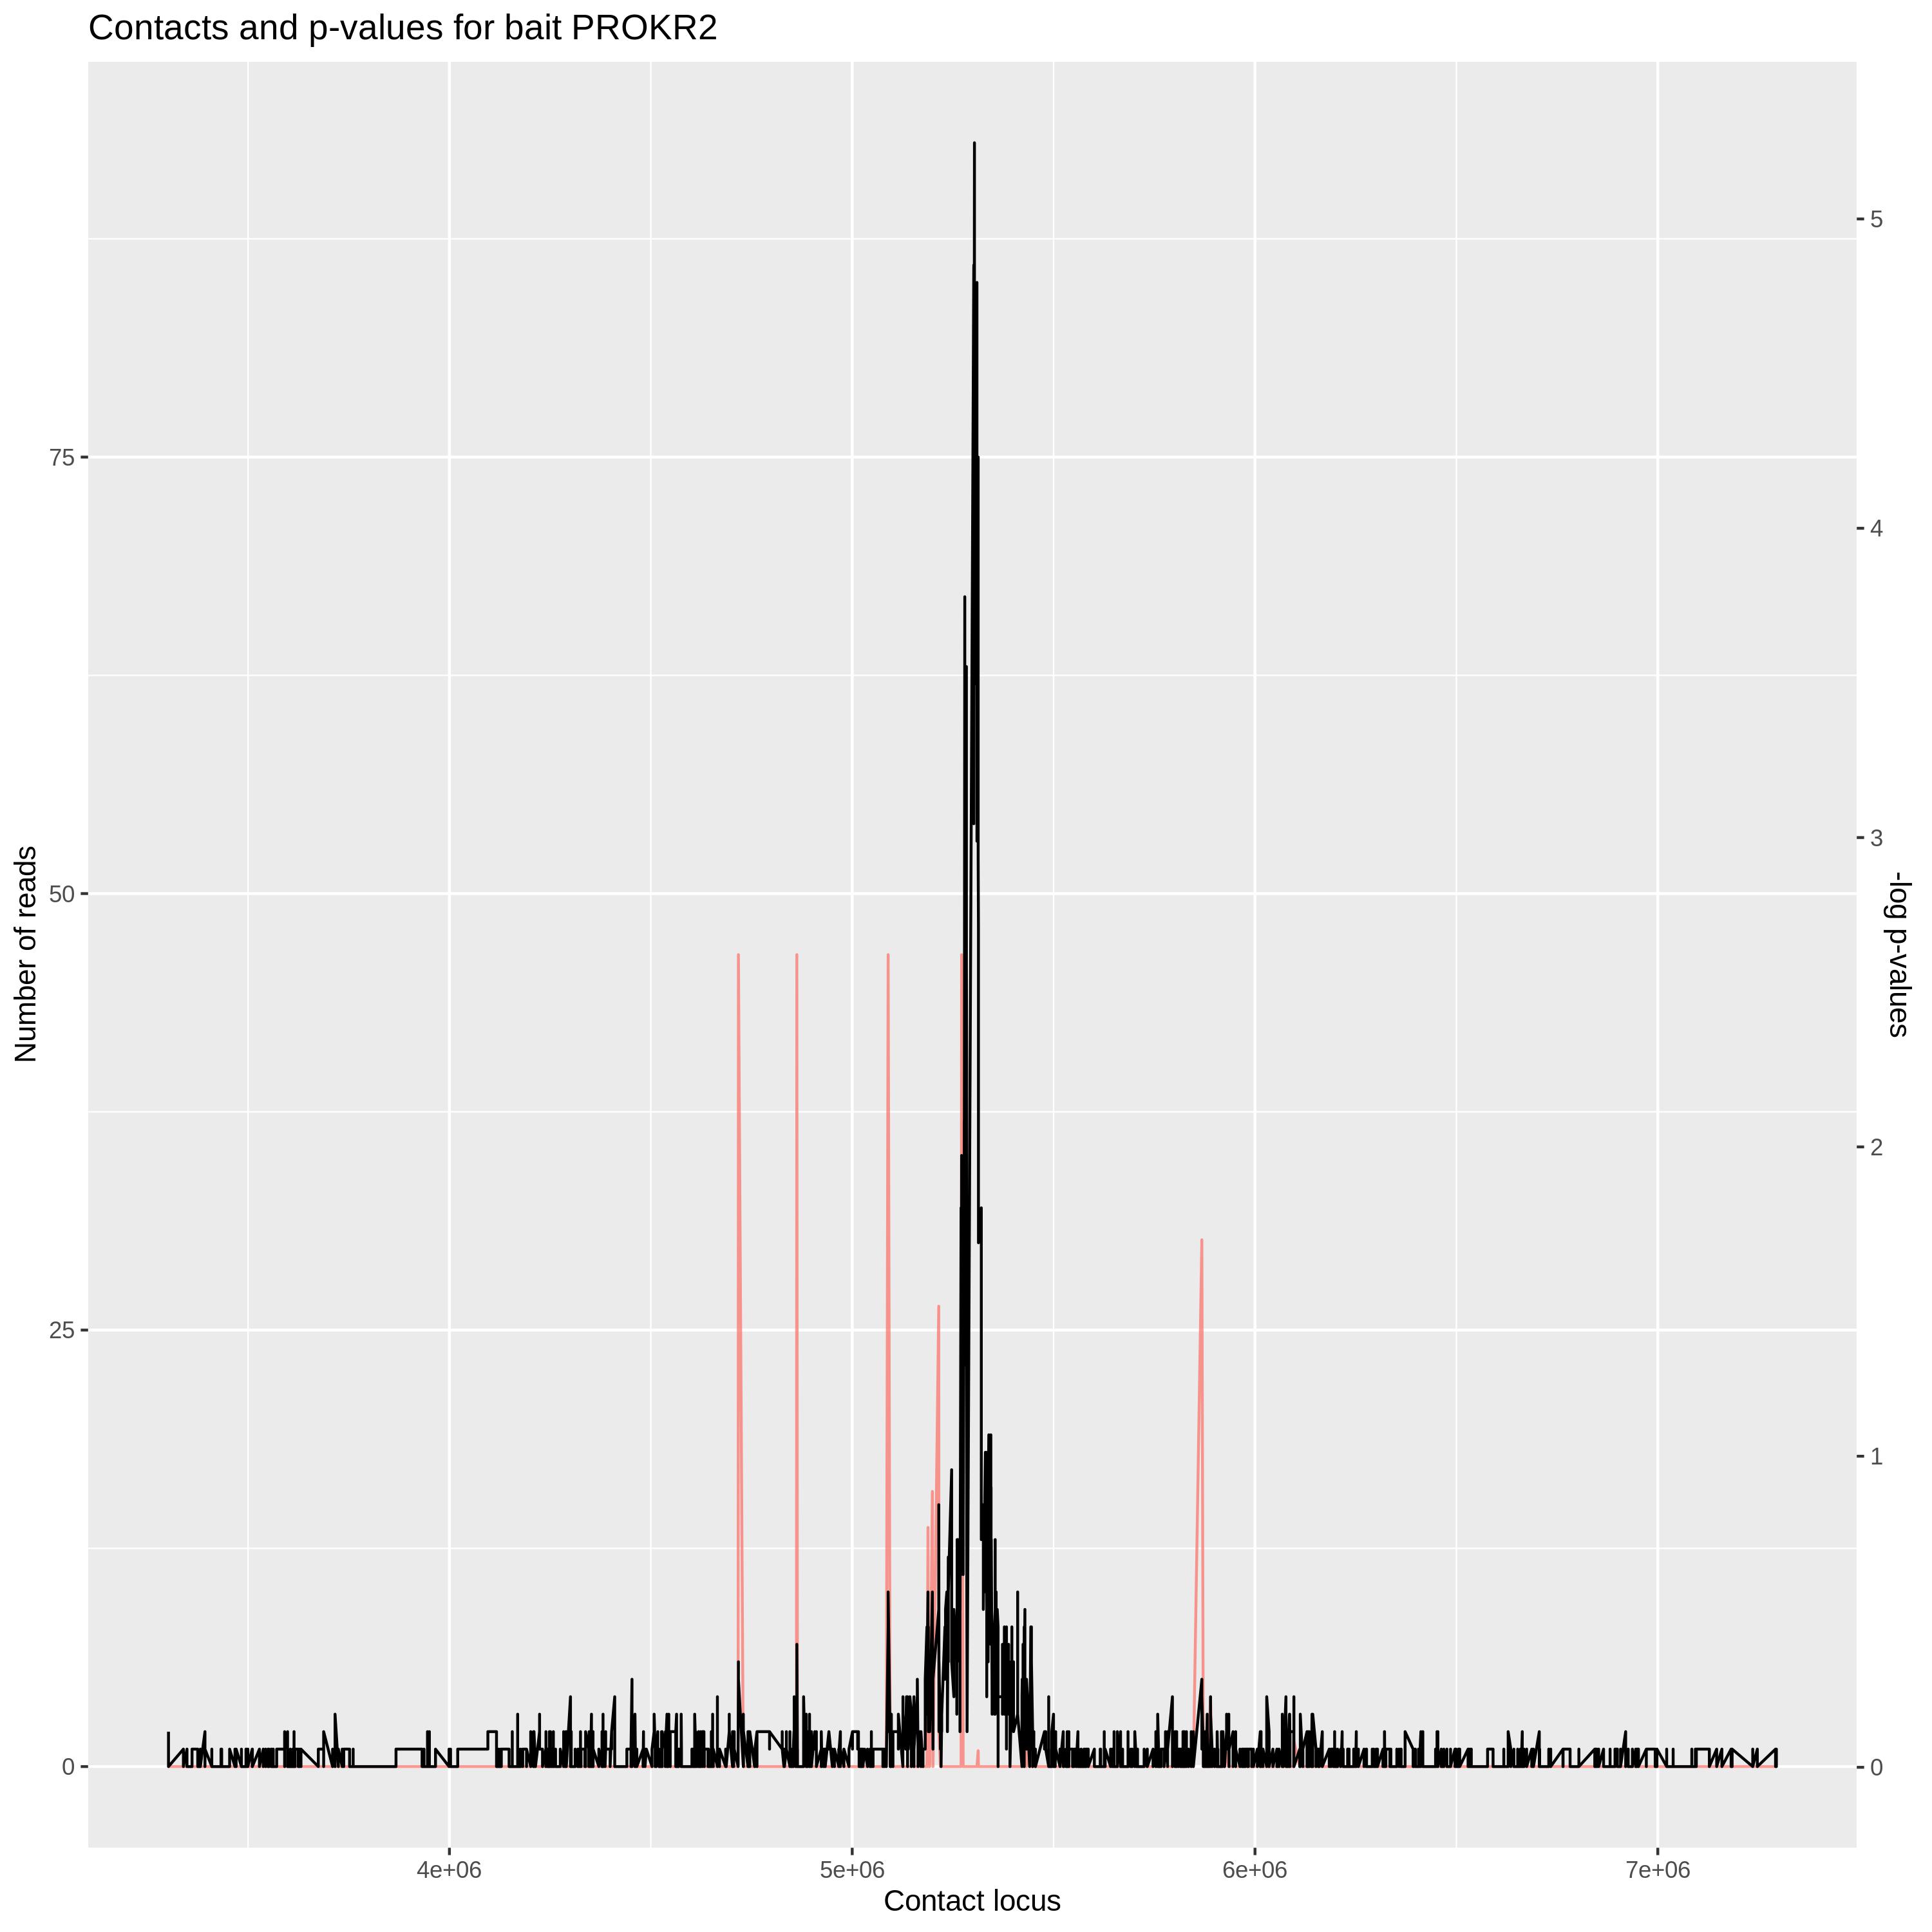 Contacts and p-values for bait PROKR2
75
50
25
0
Number of reads
5
4
3
2
1
0
-log p-values
4e+06
5e+06
6e+06
7e+06
Contact locus